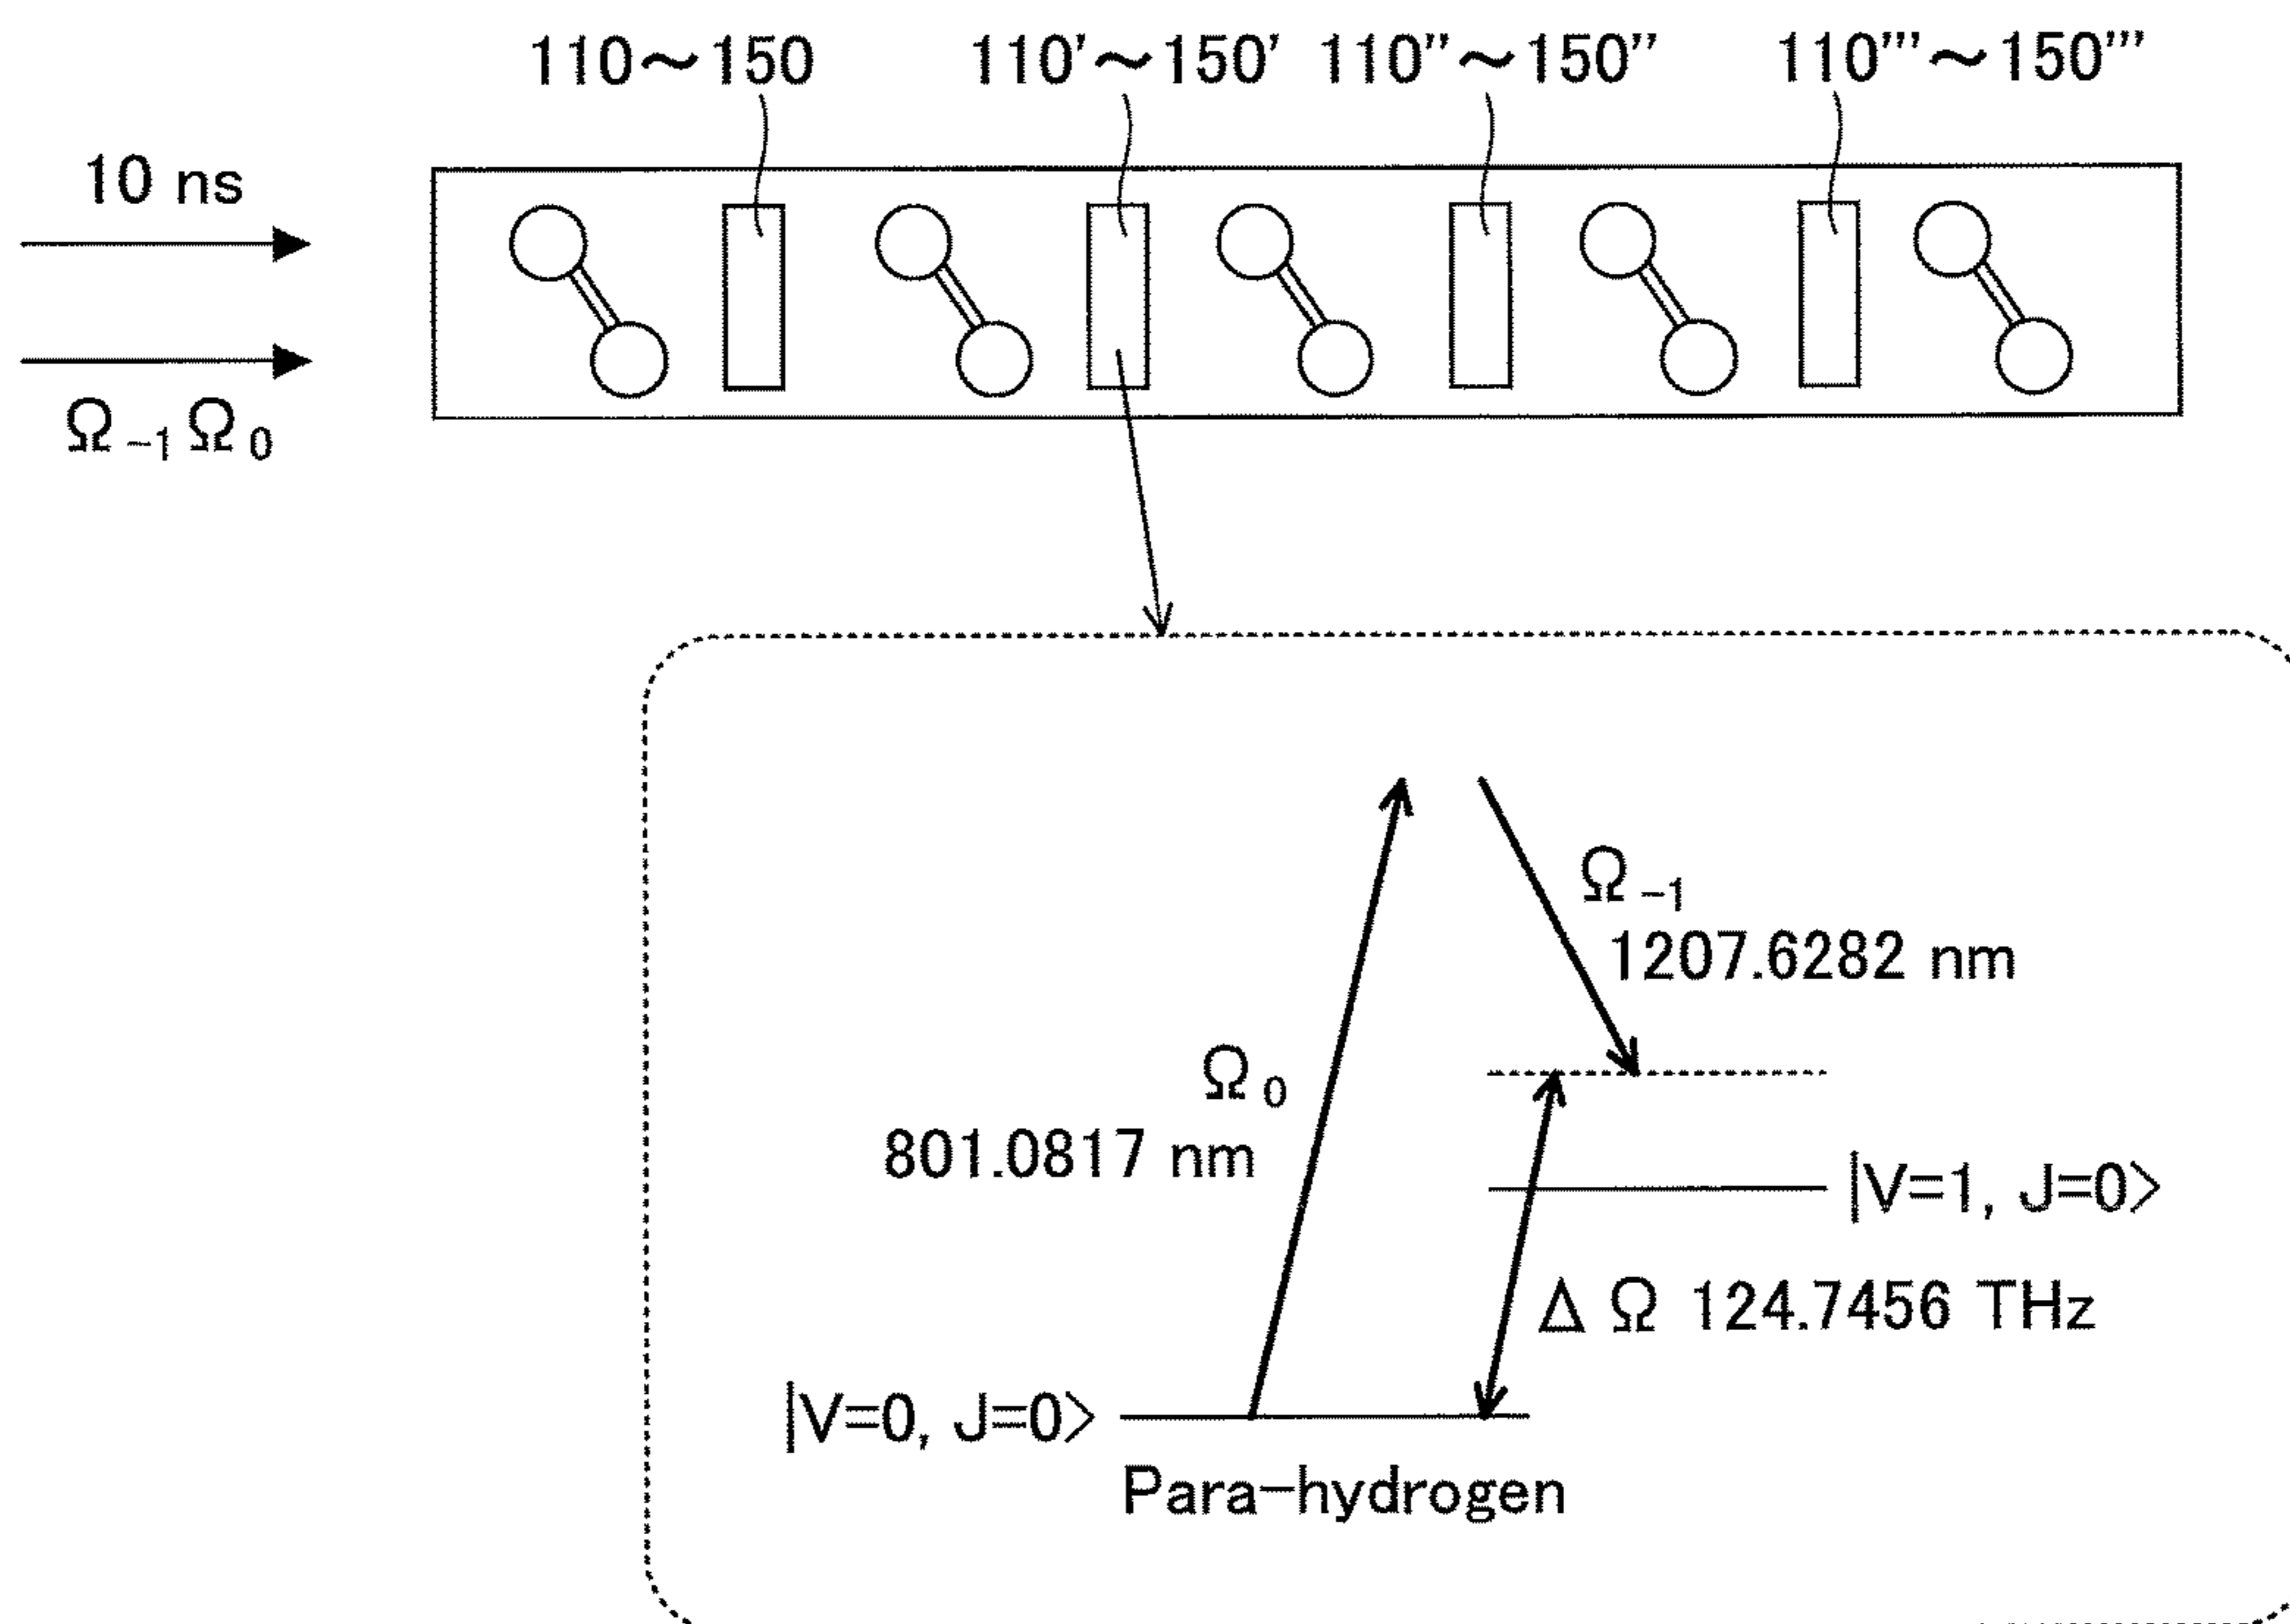 110～150 110'～150' 110''～150'' 110'''～150'''
10 ns
Ω₋₁ Ω₀
Ω₋₁
1207.6282 nm
Ω₀
801.0817 nm
|V=1, J=0>
Δ Ω 124.7456 THz
|V=0, J=0>
Para-hydrogen